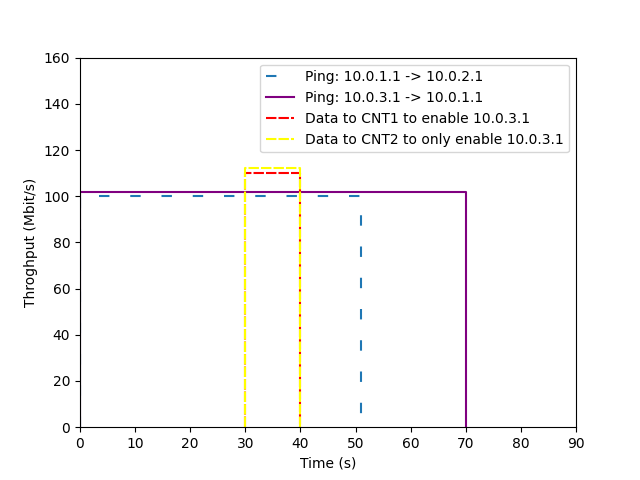 160
140
120
100
80
60
40
20
0
Throghput (Mbit/s)
Ping: 10.0.1.1 -> 10.0.2.1
Ping: 10.0.3.1 -> 10.0.1.1
Data to CNT1 to enable 10.0.3.1
Data to CNT2 to only enable 10.0.3.1
0 10 20 30 40 50 60 70 80 90
Time (s)